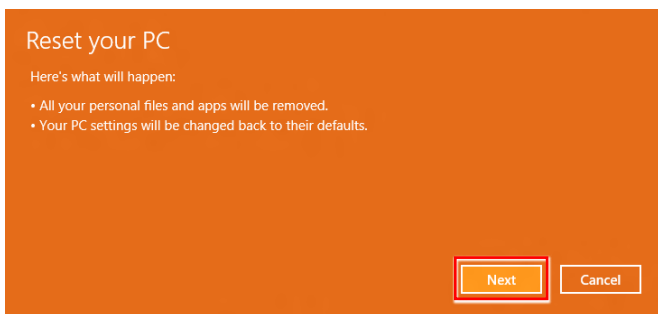 Reset your PC
Here's what will happen:
• All your personal files and apps will be removed.
• Your PC settings will be changed back to their defaults.
Next Cancel